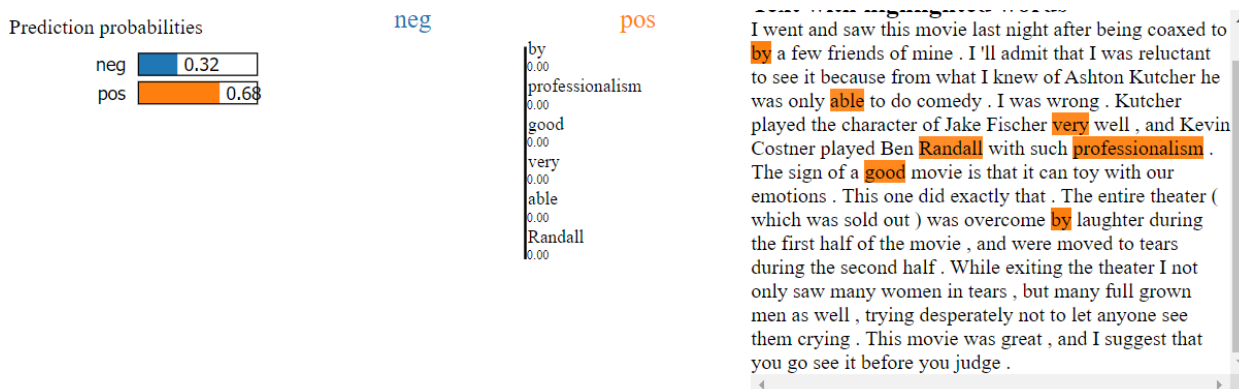 Prediction probabilities
neg 0.32
pos 0.68
neg pos
by
0.00
professionalism
0.00
good
0.00
very
0.00
able
0.00
Randall
0.00
Text with highlighted words
I went and saw this movie last night after being coaxed to
by a few friends of mine . I 'll admit that I was reluctant
to see it because from what I knew of Ashton Kutcher he
was only able to do comedy . I was wrong . Kutcher
played the character of Jake Fischer very well , and Kevin
Costner played Ben Randall with such professionalism .
The sign of a good movie is that it can toy with our
emotions . This one did exactly that . The entire theater (
which was sold out ) was overcome by laughter during
the first half of the movie , and were moved to tears
during the second half . While exiting the theater I not
only saw many women in tears , but many full grown
men as well , trying desperately not to let anyone see
them crying . This movie was great , and I suggest that
you go see it before you judge .